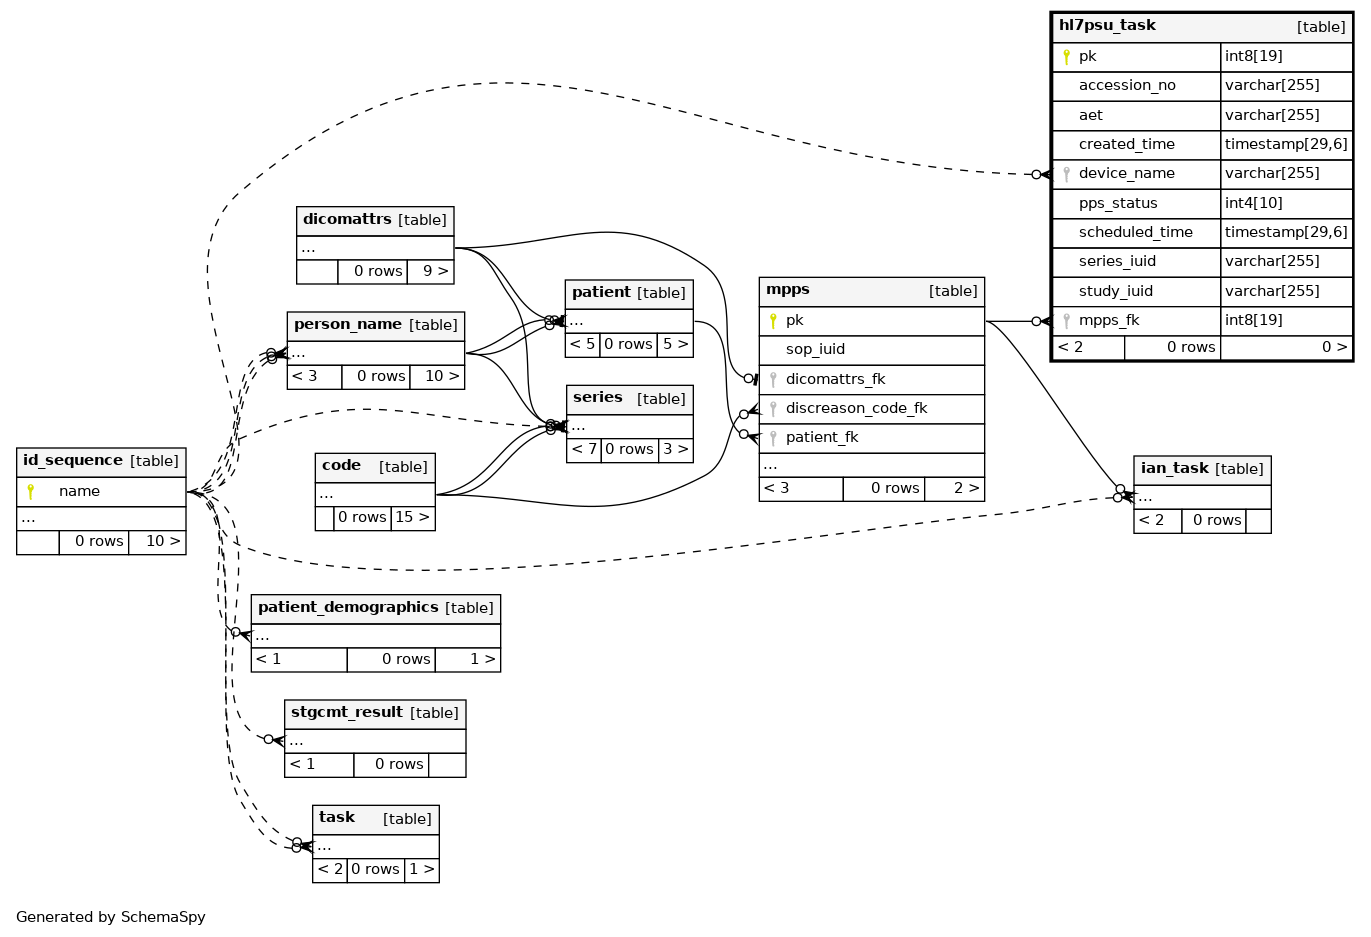 hl7psu_task [table]
pk int8[19]
accession_no varchar[255]
aet varchar[255]
created_time timestamp[29,6]
device_name varchar[255]
pps_status int4[10]
scheduled_time timestamp[29,6]
series_iuid varchar[255]
study_iuid varchar[255]
mpps_fk int8[19]
< 2 0 rows 0 >
dicomattrs [table]
...
0 rows 9 >
patient [table]
...
< 5 0 rows 5 >
mpps [table]
pk
sop_iuid
dicomattrs_fk
discreason_code_fk
patient_fk
...
< 3 0 rows 2 >
person_name [table]
...
< 3 0 rows 10 >
series [table]
...
< 7 0 rows 3 >
id_sequence [table]
name
...
0 rows 10 >
code [table]
...
0 rows 15 >
ian_task [table]
...
< 2 0 rows
patient_demographics [table]
...
< 1 0 rows 1 >
stgcmt_result [table]
...
< 1 0 rows
task [table]
...
< 2 0 rows 1 >
Generated by SchemaSpy